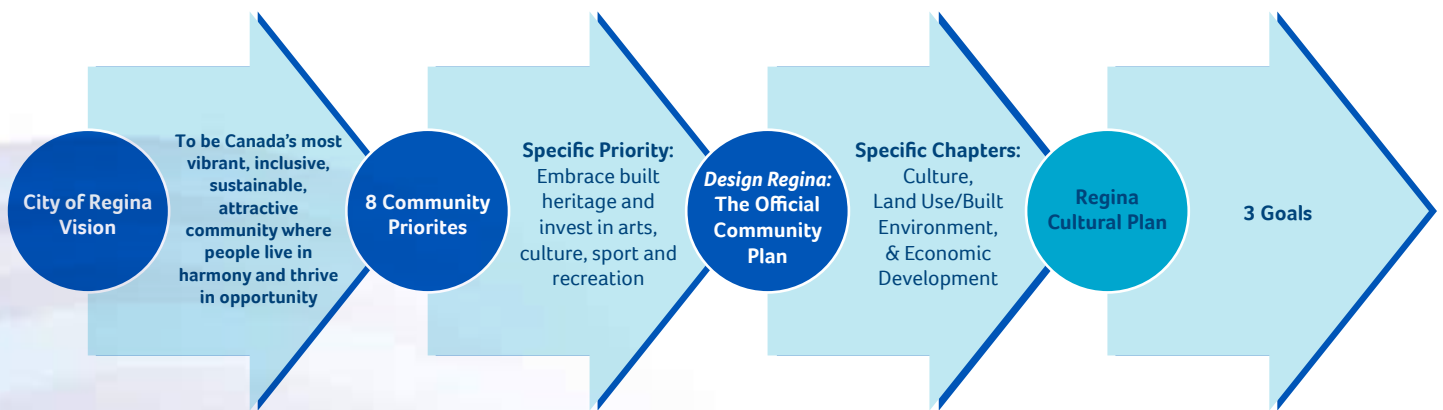 City of Regina
Vision
To be Canada's most
vibrant, inclusive,
sustainable,
attractive
community where
people live in
harmony and thrive
in opportunity
8 Community
Priorites
Specific Priority:
Embrace built
heritage and
invest in arts,
culture, sport and
recreation
Design Regina:
The Official
Community
Plan
Specific Chapters:
Culture,
Land Use/Built
Environment,
& Economic
Development
Regina
Cultural Plan
3 Goals